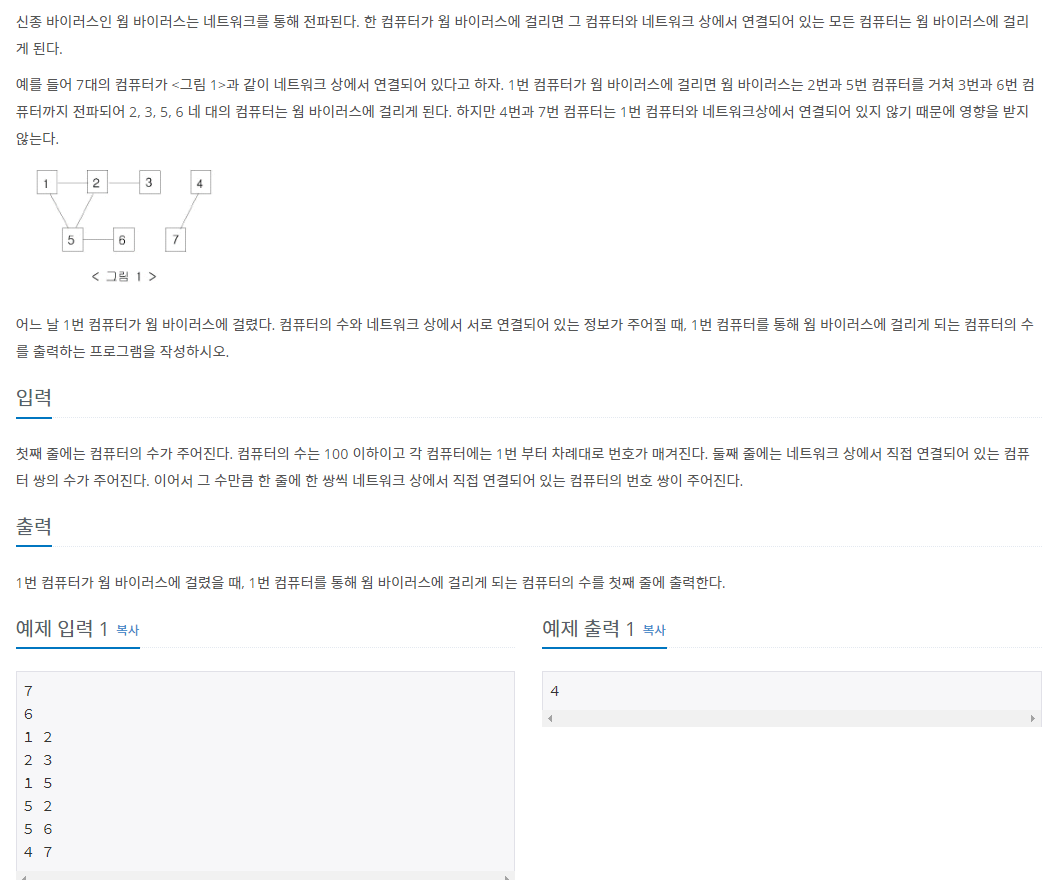 신종 바이러스인 웜 바이러스는 네트워크를 통해 전파된다. 한 컴퓨터가 웜 바이러스에 걸리면 그 컴퓨터와 네트워크 상에서 연결되어 있는 모든 컴퓨터는 웜 바이러스에 걸리
게 된다.
예를 들어 7대의 컴퓨터가 <그림 1>과 같이 네트워크 상에서 연결되어 있다고 하자. 1번 컴퓨터가 웜 바이러스에 걸리면 웜 바이러스는 2번과 5번 컴퓨터를 거쳐 3번과 6번 컴
퓨터까지 전파되어 2, 3, 5, 6 네 대의 컴퓨터는 웜 바이러스에 걸리게 된다. 하지만 4번과 7번 컴퓨터는 1번 컴퓨터와 네트워크상에서 연결되어 있지 않기 때문에 영향을 받지
않는다.
1 2 3 4
5 6 7
< 그림 1 >
어느 날 1번 컴퓨터가 웜 바이러스에 걸렸다. 컴퓨터의 수와 네트워크 상에서 서로 연결되어 있는 정보가 주어질 때, 1번 컴퓨터를 통해 웜 바이러스에 걸리게 되는 컴퓨터의 수
를 출력하는 프로그램을 작성하시오.
입력
첫째 줄에는 컴퓨터의 수가 주어진다. 컴퓨터의 수는 100 이하이고 각 컴퓨터에는 1번 부터 차례대로 번호가 매겨진다. 둘째 줄에는 네트워크 상에서 직접 연결되어 있는 컴퓨
터 쌍의 수가 주어진다. 이어서 그 수만큼 한 줄에 한 쌍씩 네트워크 상에서 직접 연결되어 있는 컴퓨터의 번호 쌍이 주어진다.
출력
1번 컴퓨터가 웜 바이러스에 걸렸을 때, 1번 컴퓨터를 통해 웜 바이러스에 걸리게 되는 컴퓨터의 수를 첫째 줄에 출력한다.
예제 입력 1 복사
7
6
1 2
2 3
1 5
5 2
5 6
4 7
예제 출력 1 복사
4